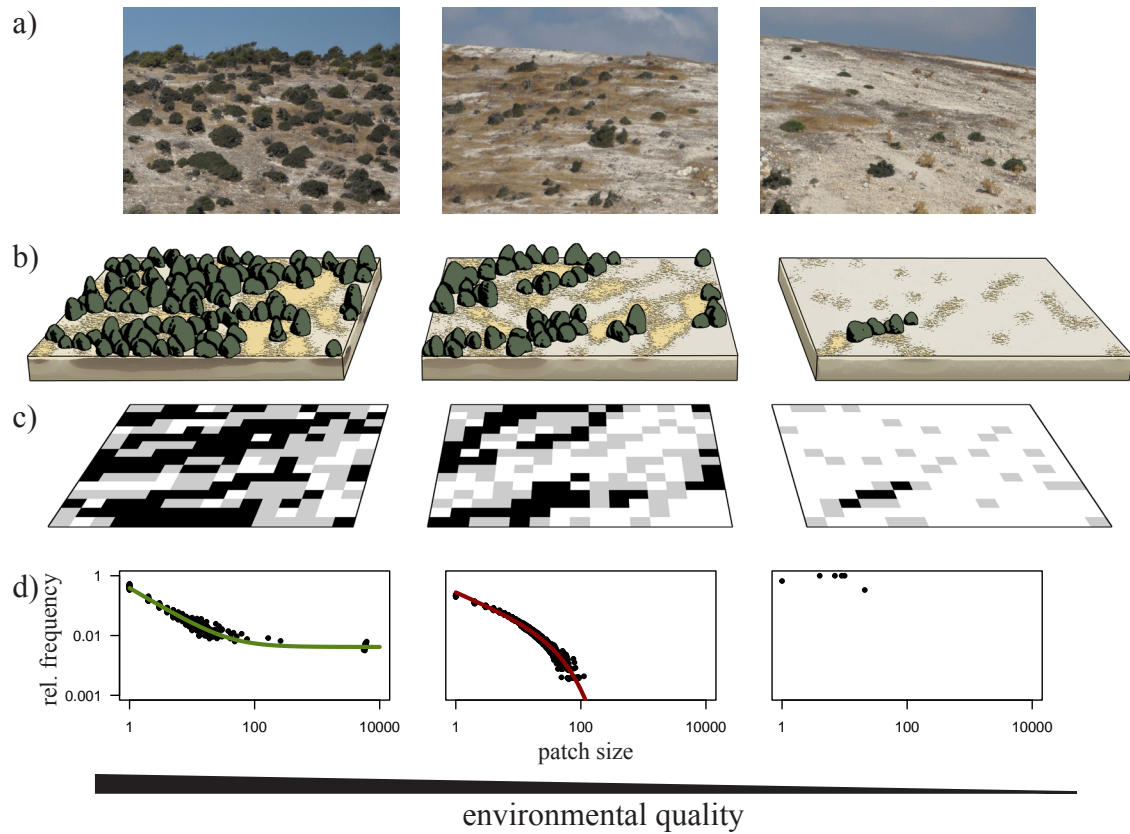 a)
b)
c)
d)
rel. frequency
1
0.01
0.001
1 100 10000
1 100 10000
1 100 10000
patch size
environmental quality